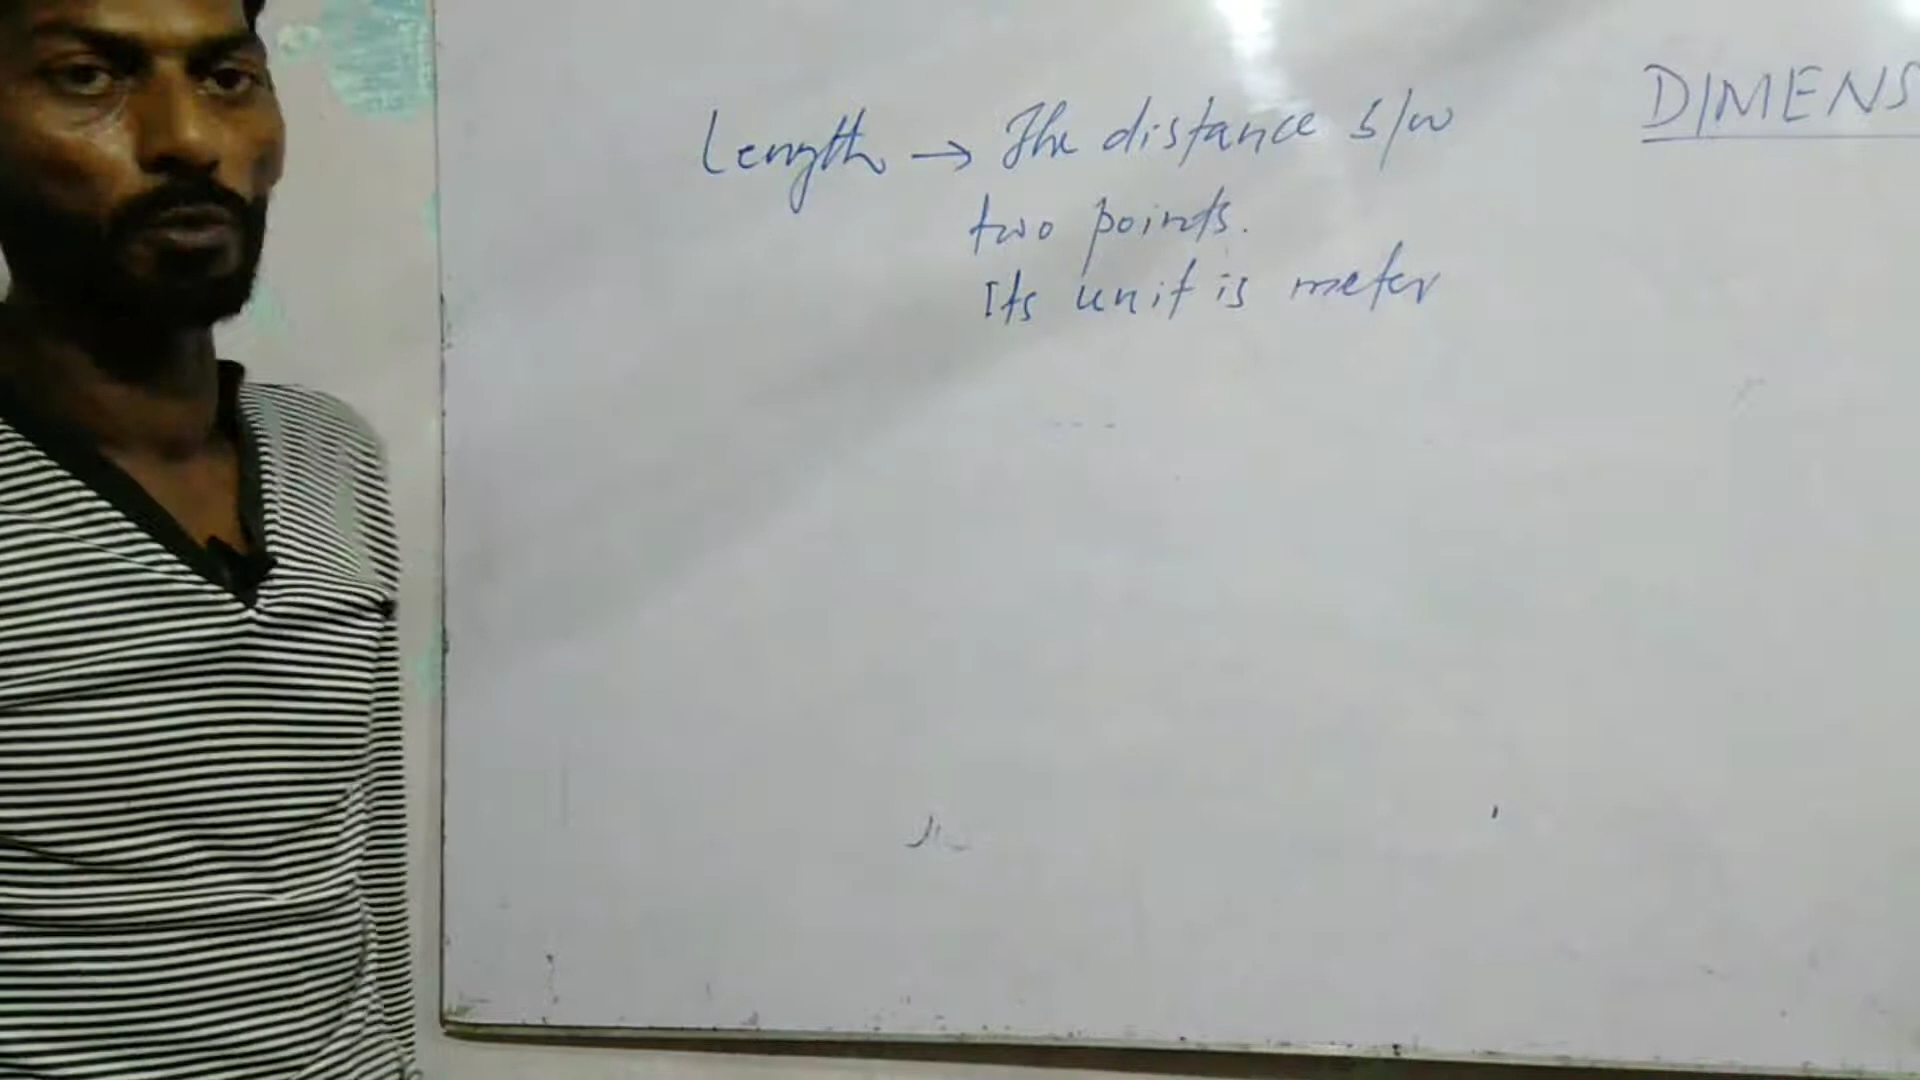 Length → The distance b/w
two points.
Its unit is meter
DIMENS